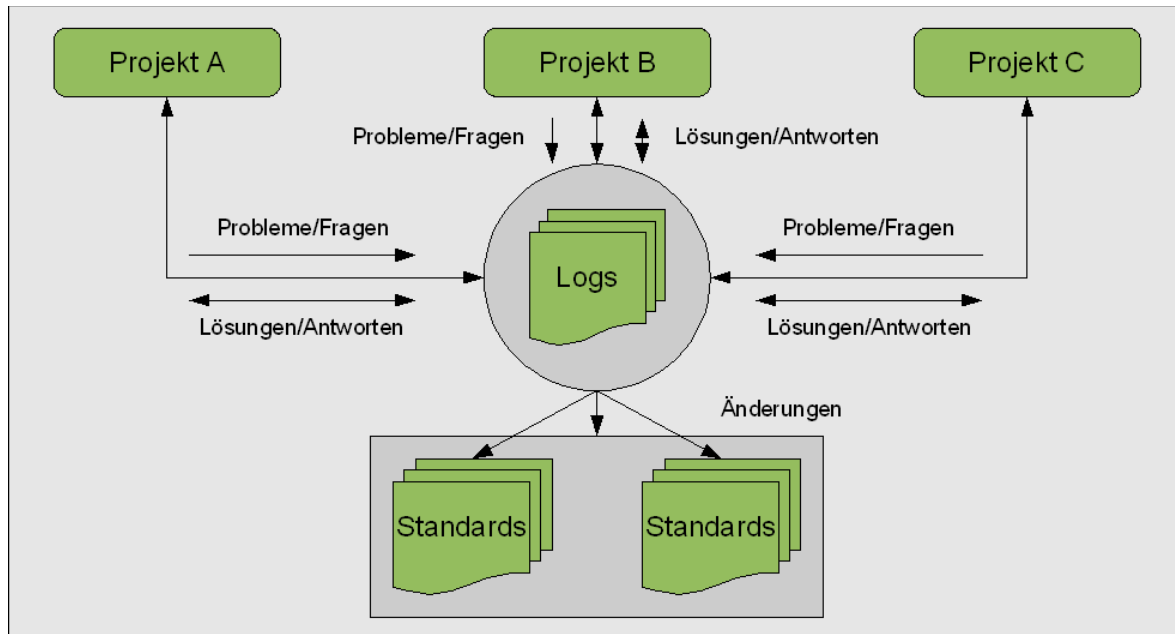 Projekt A
Projekt B
Projekt C
Probleme/Fragen
Lösungen/Antworten
Probleme/Fragen
Probleme/Fragen
Logs
Lösungen/Antworten
Lösungen/Antworten
Änderungen
Standards
Standards